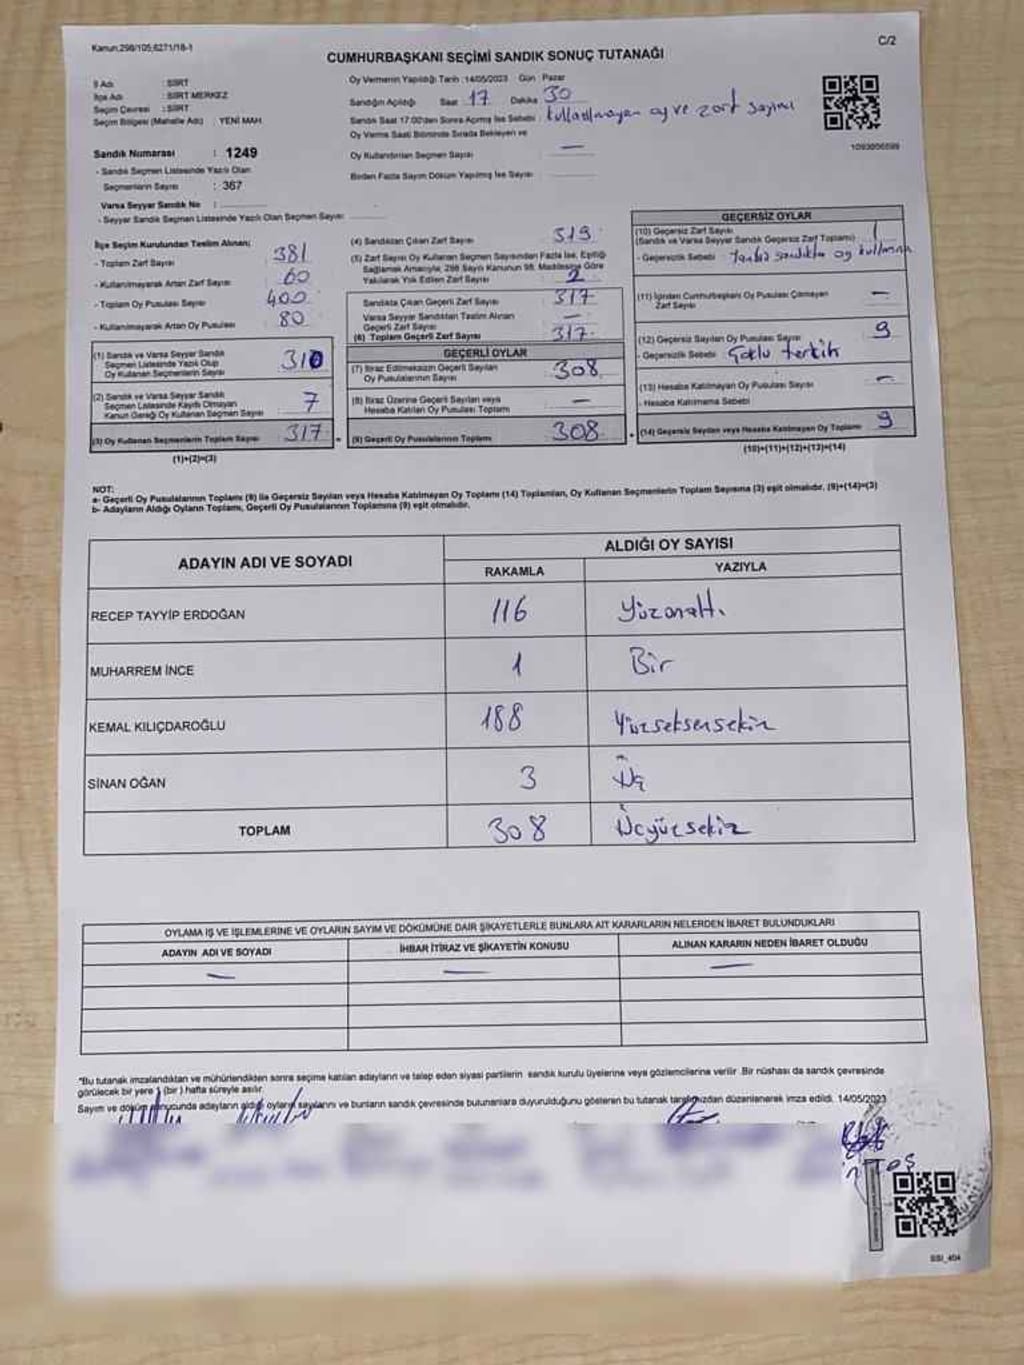 Kanun.298/105,6271/18-1
C/2
CUMHURBAŞKANI SEÇİMİ SANDIK SONUÇ TUTANAĞI
İl Adı : SİİRT
İlçe Adı : SİİRT MERKEZ
Seçim Çevresi : SİİRT
Seçim Bölgesi (Mahalle Adı) : YENİ MAH.
Oy Vermenin Yapıldığı Tarih :14/05/2023 Gün : Pazar
Sandığın Açıldığı Saat 17 Dakika 30
Sandık Saat 17:00'den Sonra Açılmış İse Sebebi : kullanılmayan oy ve zarf sayımı
Oy Verme Saati Bitiminde Sırada Bekleyen ve
Oy Kullandırılan Seçmen Sayısı —
Birden Fazla Sayım Döküm Yapılmış İse Sayısı
1093906599
Sandık Numarası : 1249
- Sandık Seçmen Listesinde Yazılı Olan
Seçmenlerin Sayısı : 367
Varsa Seyyar Sandık No :
- Seyyar Sandık Seçmen Listesinde Yazılı Olan Seçmen Sayısı:
İlçe Seçim Kurulundan Teslim Alınan;
- Toplam Zarf Sayısı 381
- Kullanılmayarak Artan Zarf Sayısı 60
- Toplam Oy Pusulası Sayısı 400
- Kullanılmayarak Artan Oy Pusulası 80
(1) Sandık ve Varsa Seyyar Sandık
Seçmen Listesinde Yazılı Olup
Oy Kullanan Seçmenlerin Sayısı 310
(2) Sandık ve Varsa Seyyar Sandık
Seçmen Listesinde Kayıtlı Olmayan
Kanun Gereği Oy Kullanan Seçmen Sayısı 7
(3) Oy Kullanan Seçmenlerin Toplam Sayısı 317
(1)+(2)=(3)
(4) Sandıktan Çıkan Zarf Sayısı 319
(5) Zarf Sayısı Oy Kullanan Seçmen Sayısından Fazla İse, Eşitliği
Sağlamak Amacıyla; 298 Sayılı Kanunun 98. Maddesine Göre
Yakılarak Yok Edilen Zarf Sayısı 2
Sandıkta Çıkan Geçerli Zarf Sayısı 317
Varsa Seyyar Sandıktan Teslim Alınan
Geçerli Zarf Sayısı —
(6) Toplam Geçerli Zarf Sayısı 317
GEÇERLİ OYLAR
(7) İtiraz Edilmeksizin Geçerli Sayılan
Oy Pusulalarının Sayısı 308
(8) İtiraz Üzerine Geçerli Sayılan veya
Hesaba Katılan Oy Pusulası Toplamı —
(9) Geçerli Oy Pusulalarının Toplamı 308
GEÇERSİZ OYLAR
(10) Geçersiz Zarf Sayısı
(Sandık ve Varsa Seyyar Sandık Geçersiz Zarf Toplamı)
- Geçersizlik Sebebi
(11) İçinden Cumhurbaşkanı Oy Pusulası Çıkmayan
Zarf Sayısı —
(12) Geçersiz Sayılan Oy Pusulası Sayısı 9
- Geçersizlik Sebebi Çoklu tercih
(13) Hesaba Katılmayan Oy Pusulası Sayısı —
- Hesaba Katılmama Sebebi
(14) Geçersiz Sayılan veya Hesaba Katılmayan Oy Toplamı 9
(10)+(11)+(12)+(13)=(14)
NOT:
a- Geçerli Oy Pusulalarının Toplamı (9) ile Geçersiz Sayılan veya Hesaba Katılmayan Oy Toplamı (14) Toplamları, Oy Kullanan Seçmenlerin Toplam Sayısına (3) eşit olmalıdır. (9)+(14)=(3)
b- Adayların Aldığı Oyların Toplamı, Geçerli Oy Pusulalarının Toplamına (9) eşit olmalıdır.
ADAYIN ADI VE SOYADI
ALDIĞI OY SAYISI
RAKAMLA YAZIYLA
RECEP TAYYİP ERDOĞAN 116 Yüzonaltı.
MUHARREM İNCE 1 Bir
KEMAL KILIÇDAROĞLU 188 Yüzseksensekiz
SİNAN OĞAN 3 Üç
TOPLAM 308 Üçyüzsekiz
OYLAMA İŞ VE İŞLEMLERİNE VE OYLARIN SAYIM VE DÖKÜMÜNE DAİR ŞİKAYETLERLE BUNLARA AİT KARARLARIN NELERDEN İBARET BULUNDUKLARI
ADAYIN ADI VE SOYADI İHBAR İTİRAZ VE ŞİKAYETİN KONUSU ALINAN KARARIN NEDEN İBARET OLDUĞU
— — —
"Bu tutanak imzalandıktan ve mühürlendikten sonra seçime katılan adayların ve talep eden siyasi partilerin sandık kurulu üyelerine veya gözlemcilerine verilir. Bir nüshası da sandık çevresinde
görülecek bir yere 1 (bir ) hafta süreyle asılır.
Sayım ve döküm sonucunda adayların aldığı oyların sayılarını ve bunların sandık çevresinde bulunanlara duyurulduğunu gösteren bu tutanak tarafımızdan düzenlenerek imza edildi. 14/05/2023
SSI_404